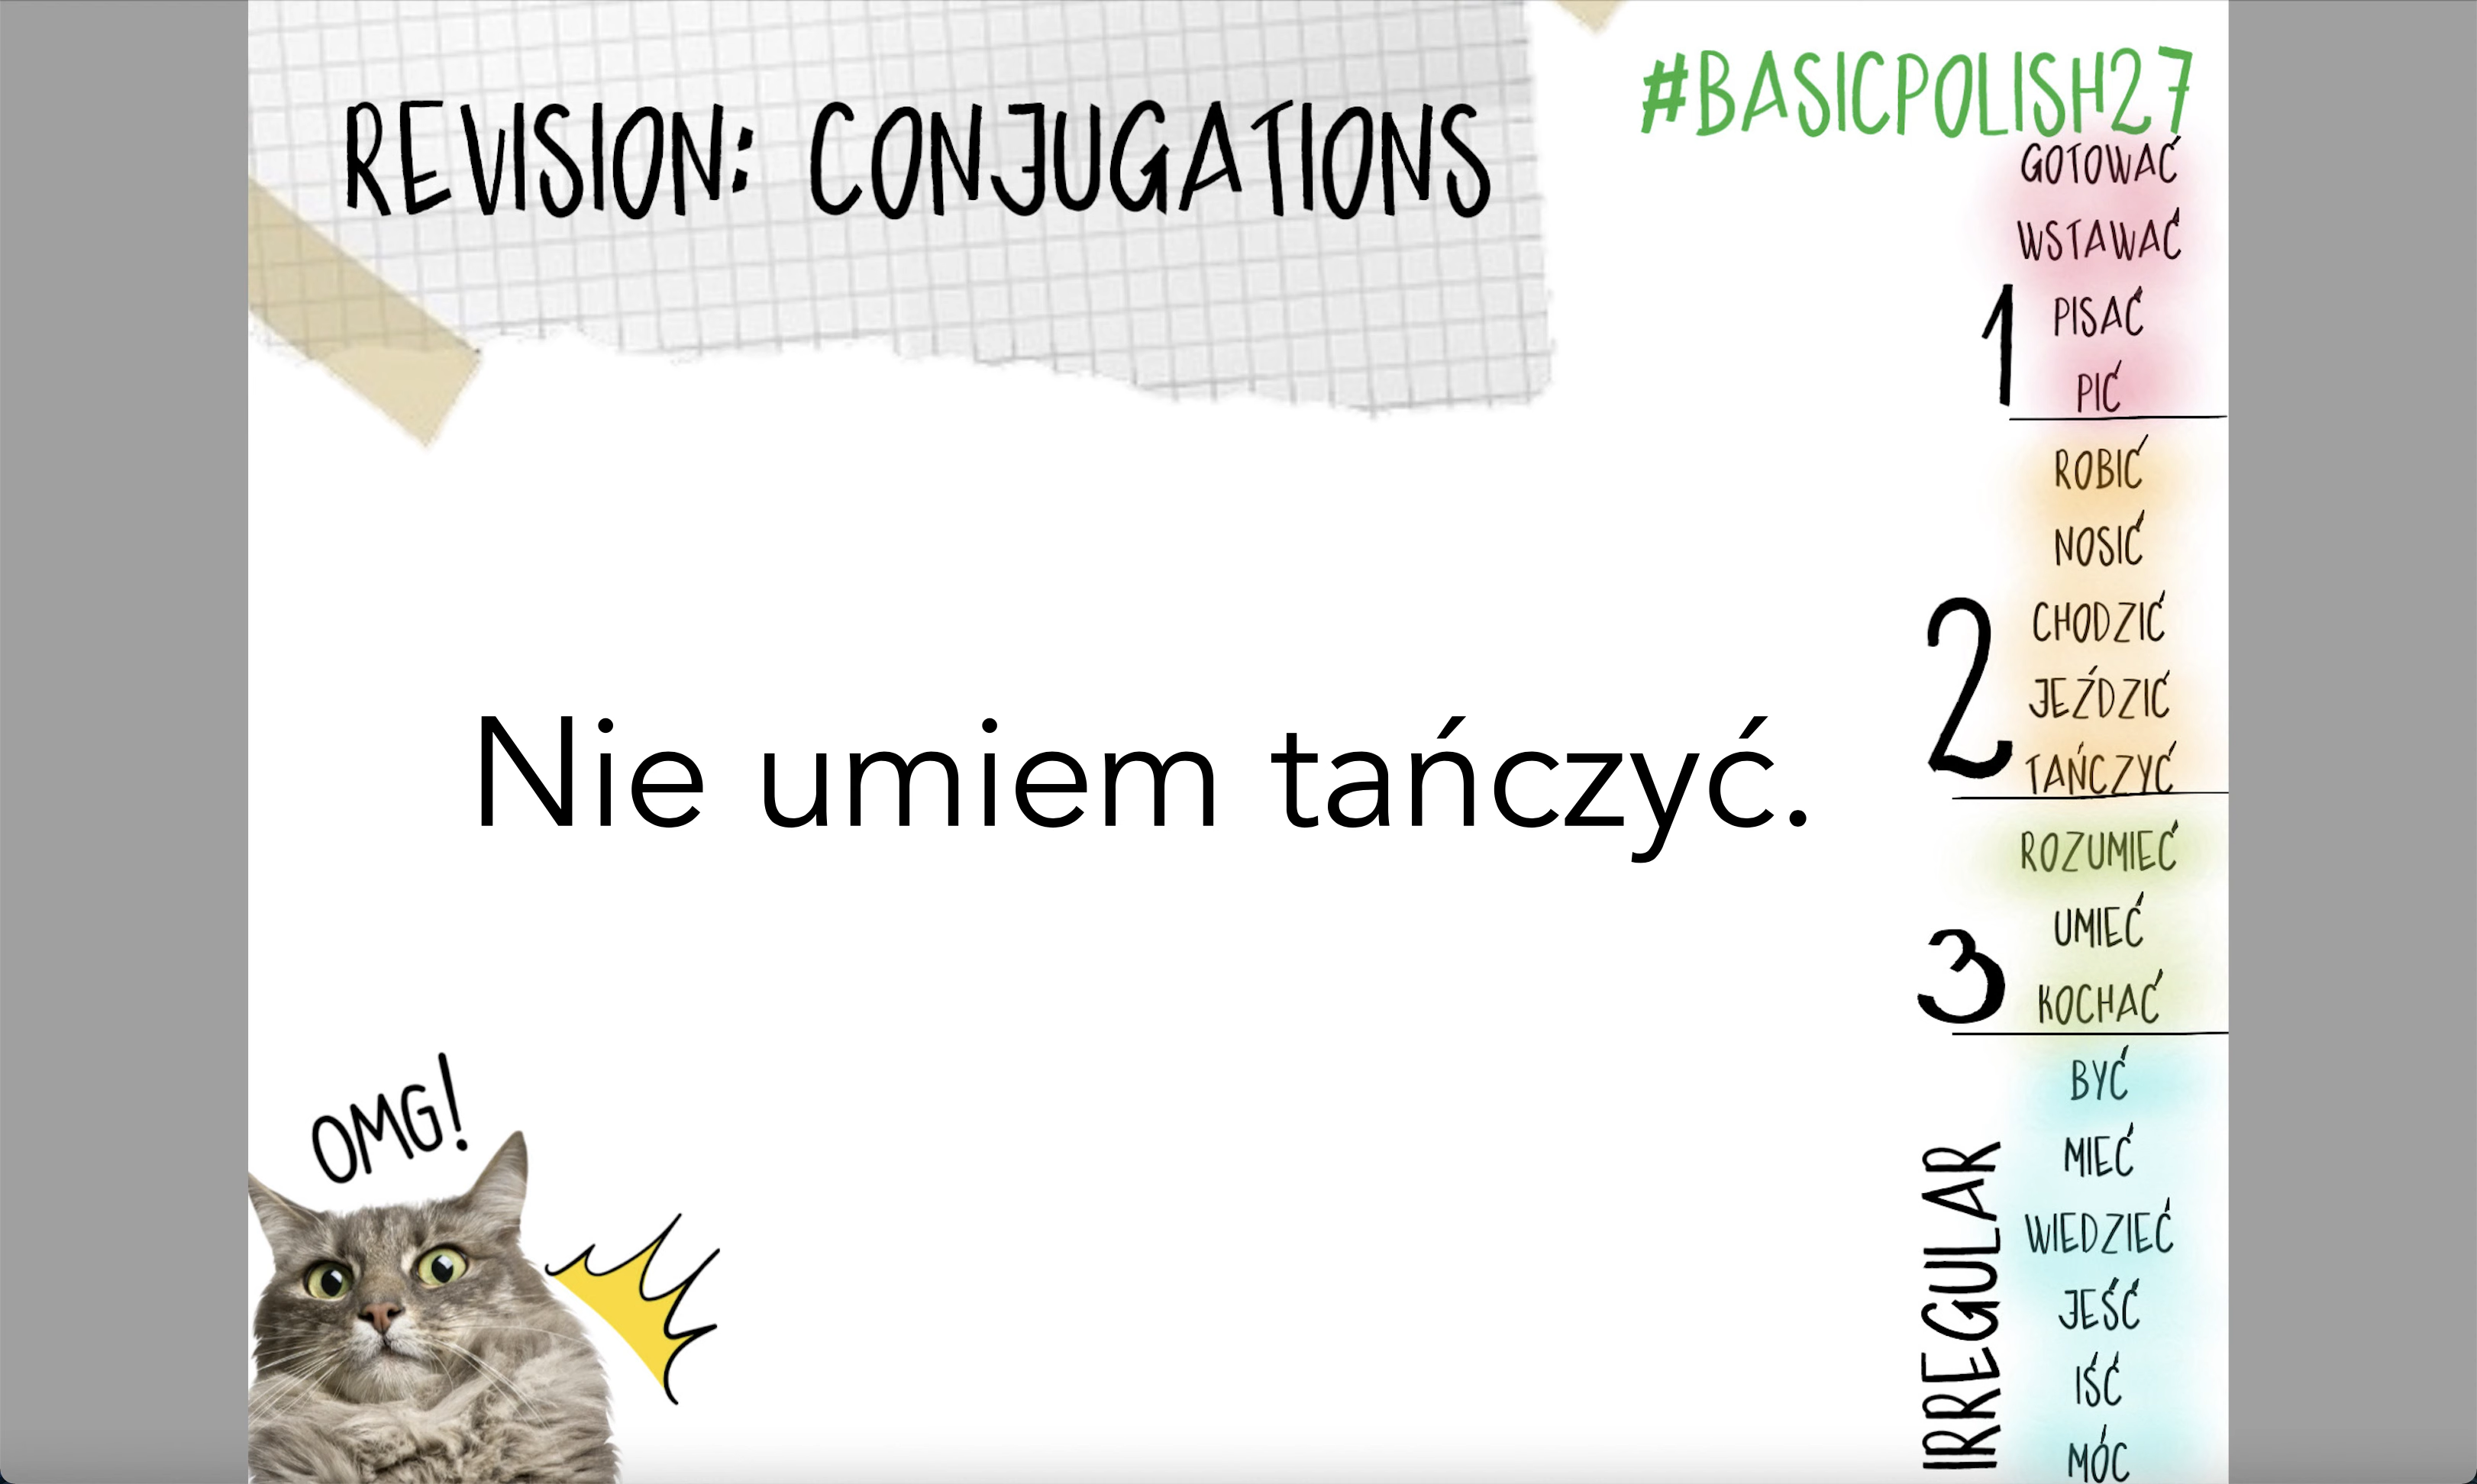 REVISION: CONJUGATIONS
#BASICPOLISH27
GOTOWAĆ
WSTAWAĆ
1
PISAĆ
PIĆ
ROBIĆ
NOSIĆ
2
CHODZIĆ
JEŹDZIĆ
TAŃCZYĆ
Nie umiem tańczyć.
ROZUMIEĆ
3
UMIEĆ
KOCHAĆ
IRREGULAR
BYĆ
MIEĆ
WIEDZIEĆ
JEŚĆ
IŚĆ
MÓC
OMG!